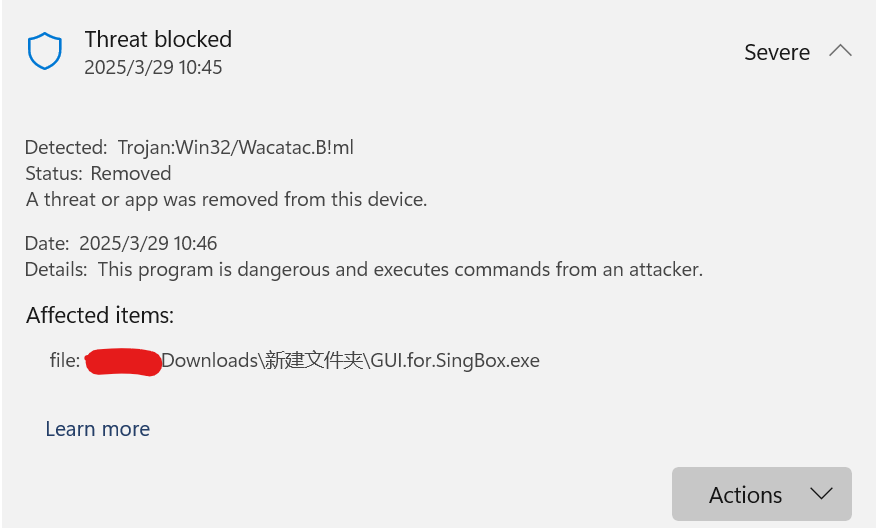 Threat blocked
2025/3/29 10:45
Severe
Detected:  Trojan:Win32/Wacatac.B!ml
Status: Removed
A threat or app was removed from this device.
Date:  2025/3/29 10:46
Details:  This program is dangerous and executes commands from an attacker.
Affected items:
file: Downloads\新建文件夹\GUI.for.SingBox.exe
Learn more
Actions